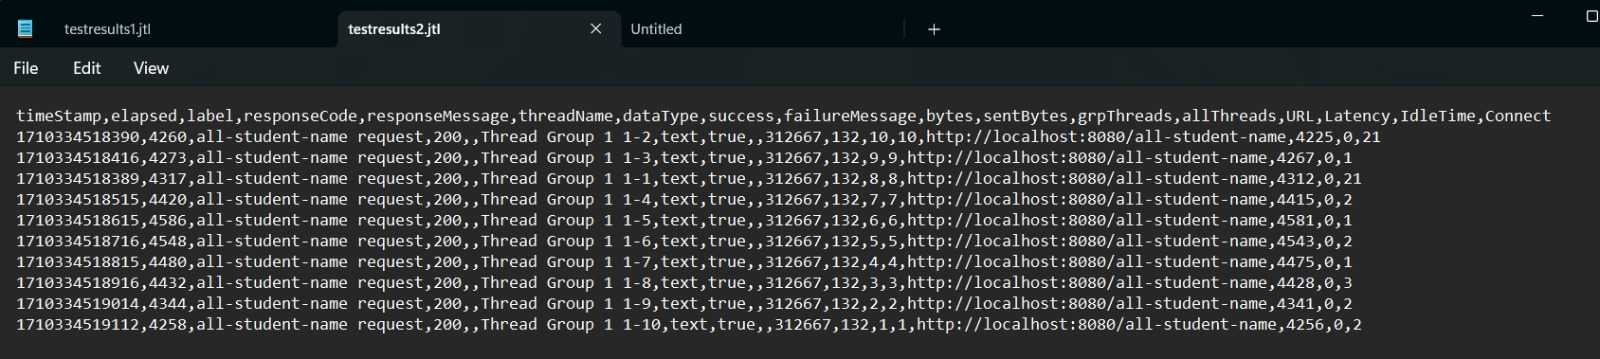 testresults1.jtl testresults2.jtl Untitled
File Edit View
timeStamp,elapsed,label,responseCode,responseMessage,threadName,dataType,success,failureMessage,bytes,sentBytes,grpThreads,allThreads,URL,Latency,IdleTime,Connect
1710334518390,4260,all-student-name request,200,,Thread Group 1 1-2,text,true,,312667,132,10,10,http://localhost:8080/all-student-name,4225,0,21
1710334518416,4273,all-student-name request,200,,Thread Group 1 1-3,text,true,,312667,132,9,9,http://localhost:8080/all-student-name,4267,0,1
1710334518389,4317,all-student-name request,200,,Thread Group 1 1-1,text,true,,312667,132,8,8,http://localhost:8080/all-student-name,4312,0,21
1710334518515,4420,all-student-name request,200,,Thread Group 1 1-4,text,true,,312667,132,7,7,http://localhost:8080/all-student-name,4415,0,2
1710334518615,4586,all-student-name request,200,,Thread Group 1 1-5,text,true,,312667,132,6,6,http://localhost:8080/all-student-name,4581,0,1
1710334518716,4548,all-student-name request,200,,Thread Group 1 1-6,text,true,,312667,132,5,5,http://localhost:8080/all-student-name,4543,0,2
1710334518815,4480,all-student-name request,200,,Thread Group 1 1-7,text,true,,312667,132,4,4,http://localhost:8080/all-student-name,4475,0,1
1710334518916,4432,all-student-name request,200,,Thread Group 1 1-8,text,true,,312667,132,3,3,http://localhost:8080/all-student-name,4428,0,3
1710334519014,4344,all-student-name request,200,,Thread Group 1 1-9,text,true,,312667,132,2,2,http://localhost:8080/all-student-name,4341,0,2
1710334519112,4258,all-student-name request,200,,Thread Group 1 1-10,text,true,,312667,132,1,1,http://localhost:8080/all-student-name,4256,0,2